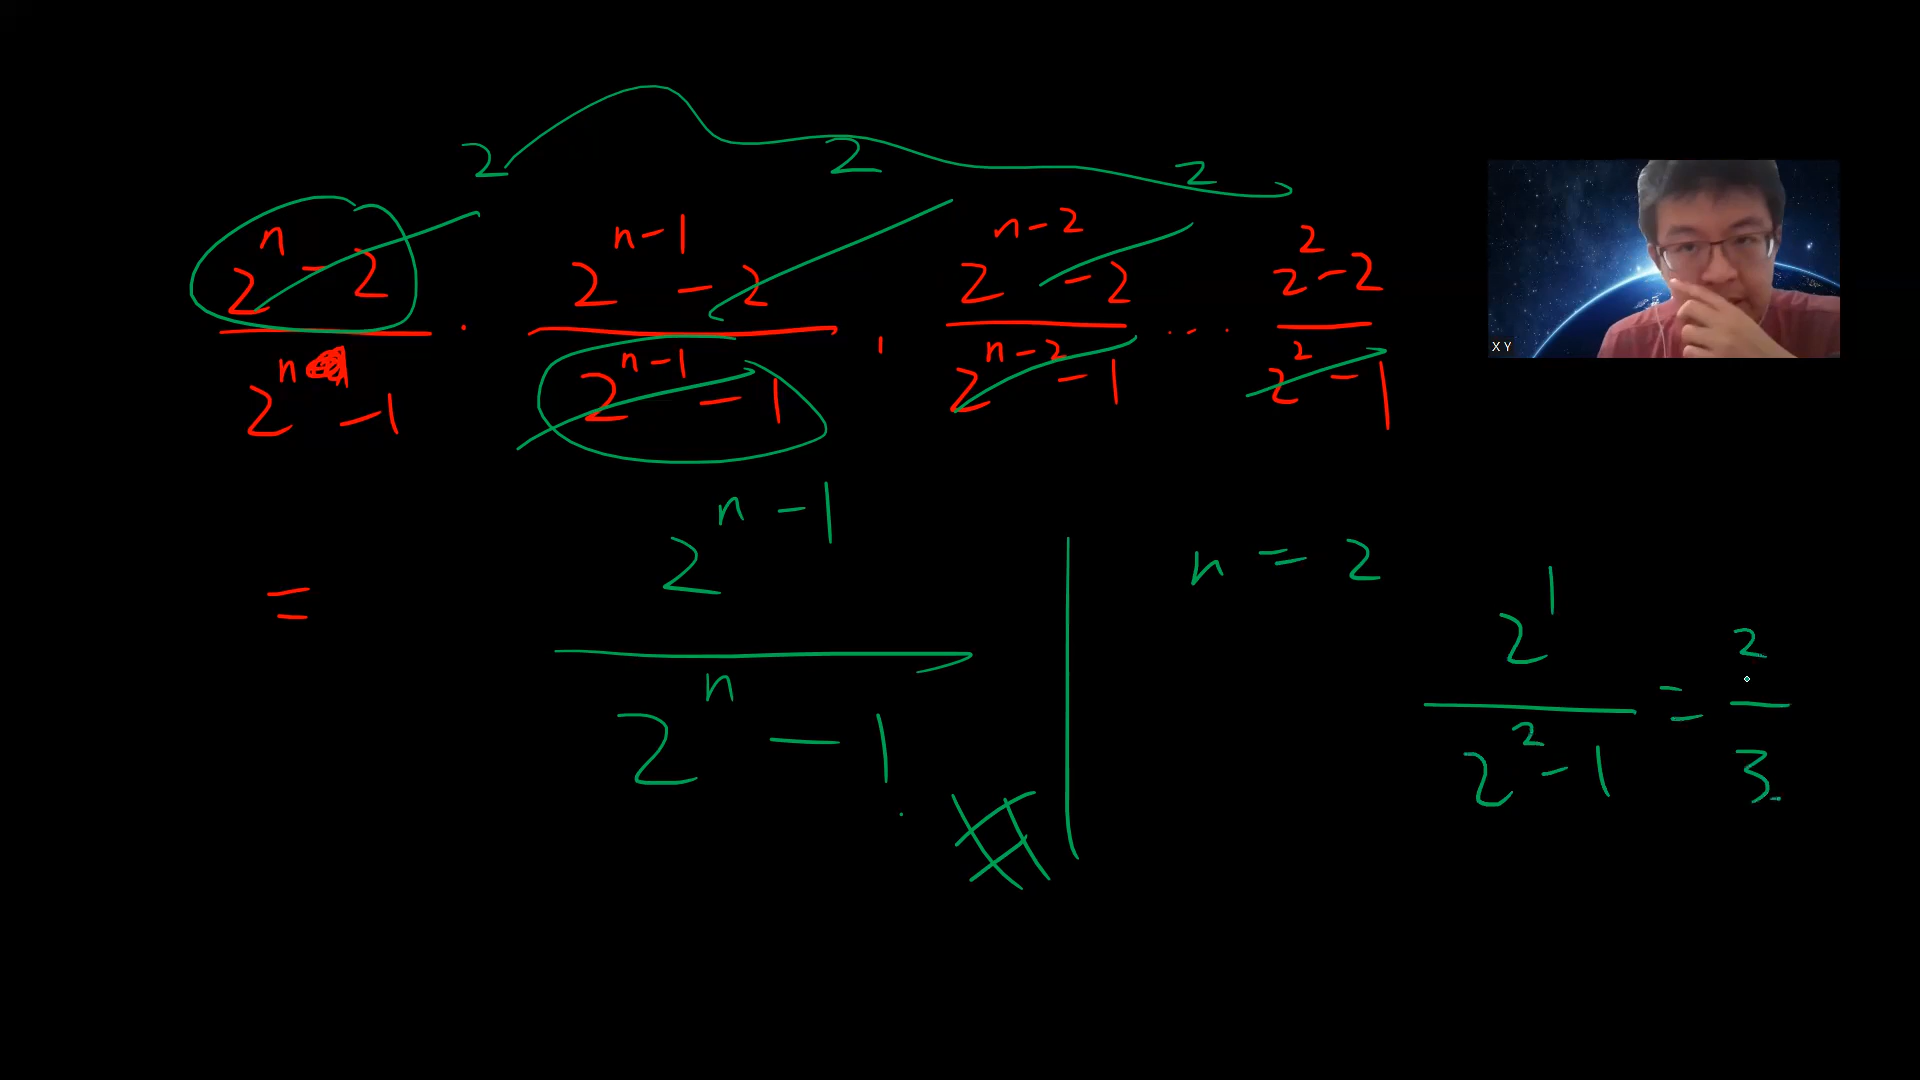 2 2 2
2^n - 2 / 2^n - 1 · 2^{n-1} - 2 / 2^{n-1} - 1 · 2^{n-2} - 2 / 2^{n-2} - 1 .... 2^2 - 2 / 2^2 - 1
X Y
= 2^{n-1} / 2^n - 1 #
n = 2
2^1 / 2^2 - 1 = 2 / 3